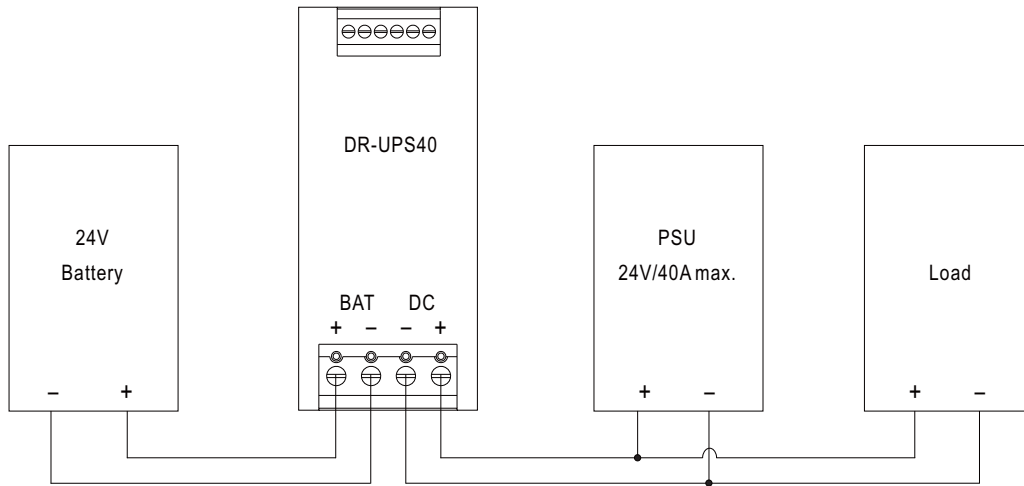 DR-UPS40
24V
Battery
PSU
24V/40A max.
Load
BAT DC
+ – – +
– +
+ –
+ –